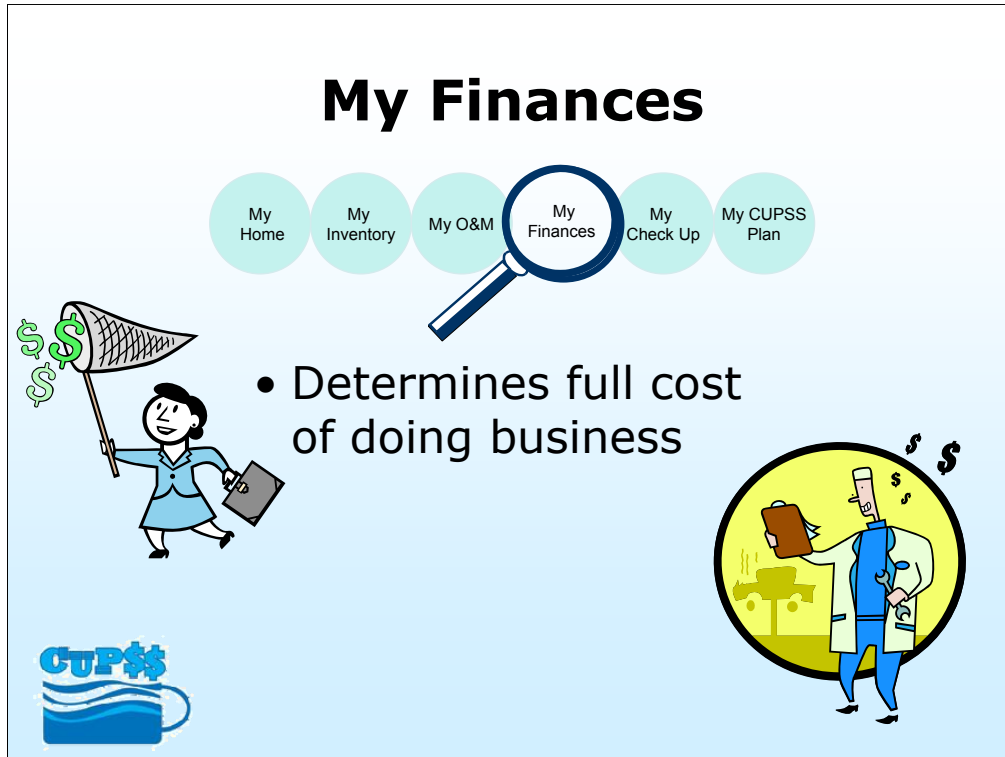 My Finances
My
Home
My
Inventory
My O&M
My
Finances
My
Check Up
My CUPSS
Plan
$
$
$
• Determines full cost
of doing business
$
$
$
$
CUP$$